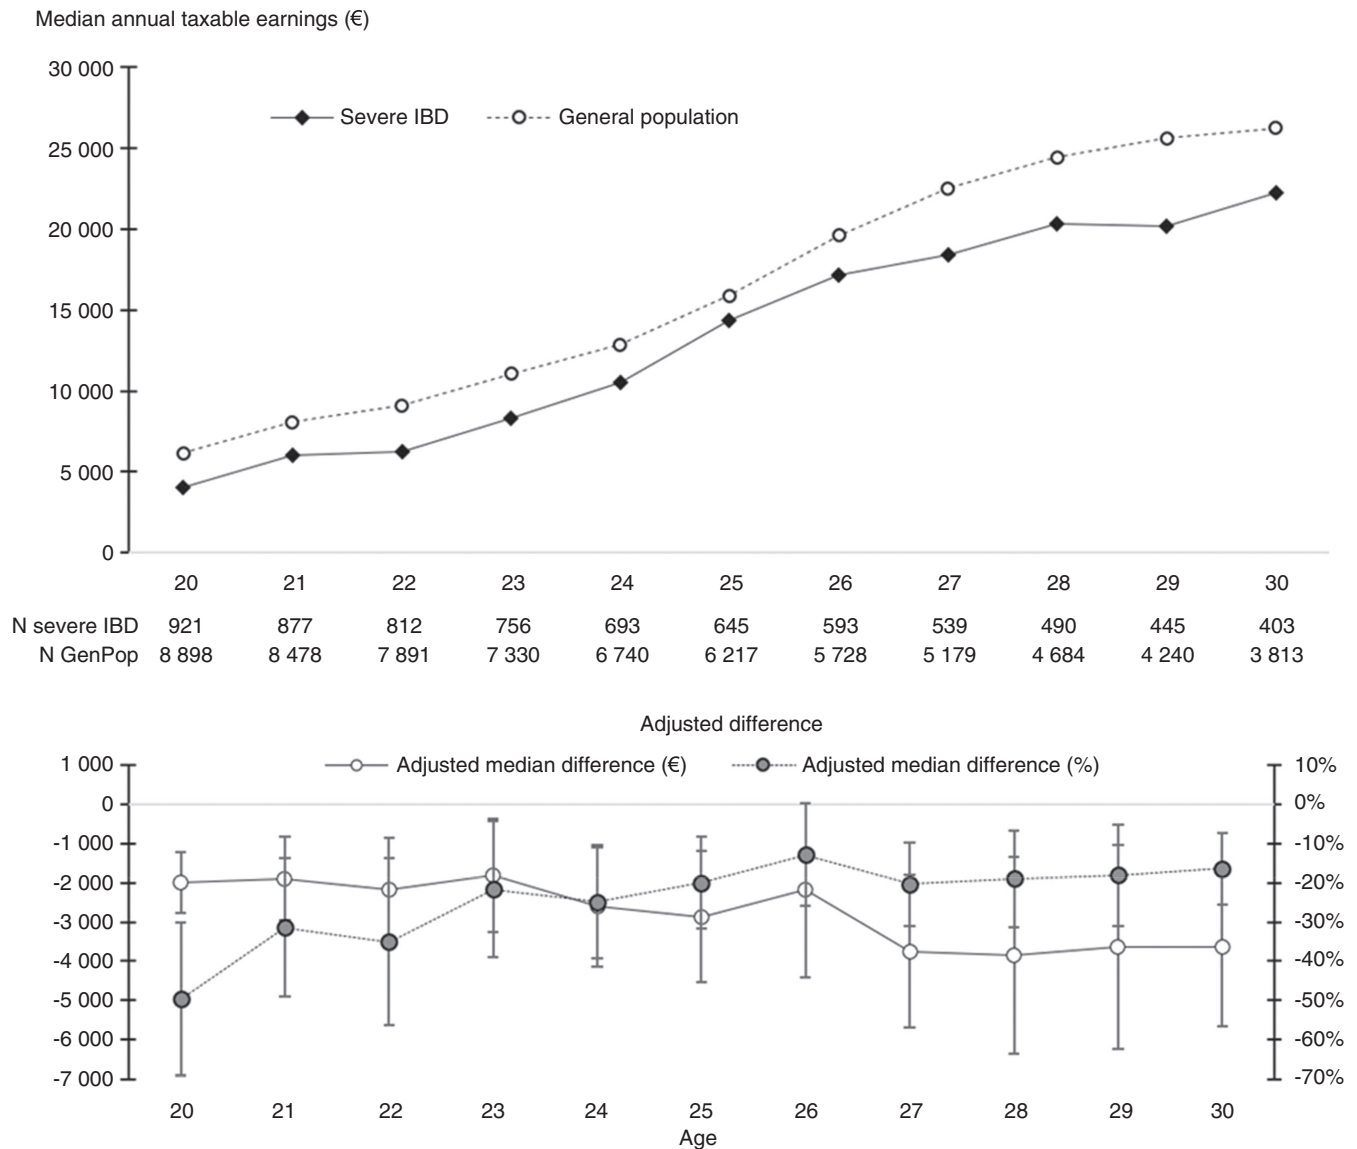 Median annual taxable earnings (€)
30 000
Severe IBD General population
25 000
20 000
15 000
10 000
5 000
0
20 21 22 23 24 25 26 27 28 29 30
N severe IBD 921 877 812 756 693 645 593 539 490 445 403
N GenPop 8 898 8 478 7 891 7 330 6 740 6 217 5 728 5 179 4 684 4 240 3 813
Adjusted difference
1 000 Adjusted median difference (€) Adjusted median difference (%) 10%
0 0%
-1 000 -10%
-2 000 -20%
-3 000 -30%
-4 000 -40%
-5 000 -50%
-6 000 -60%
-7 000 -70%
20 21 22 23 24 25 26 27 28 29 30
Age